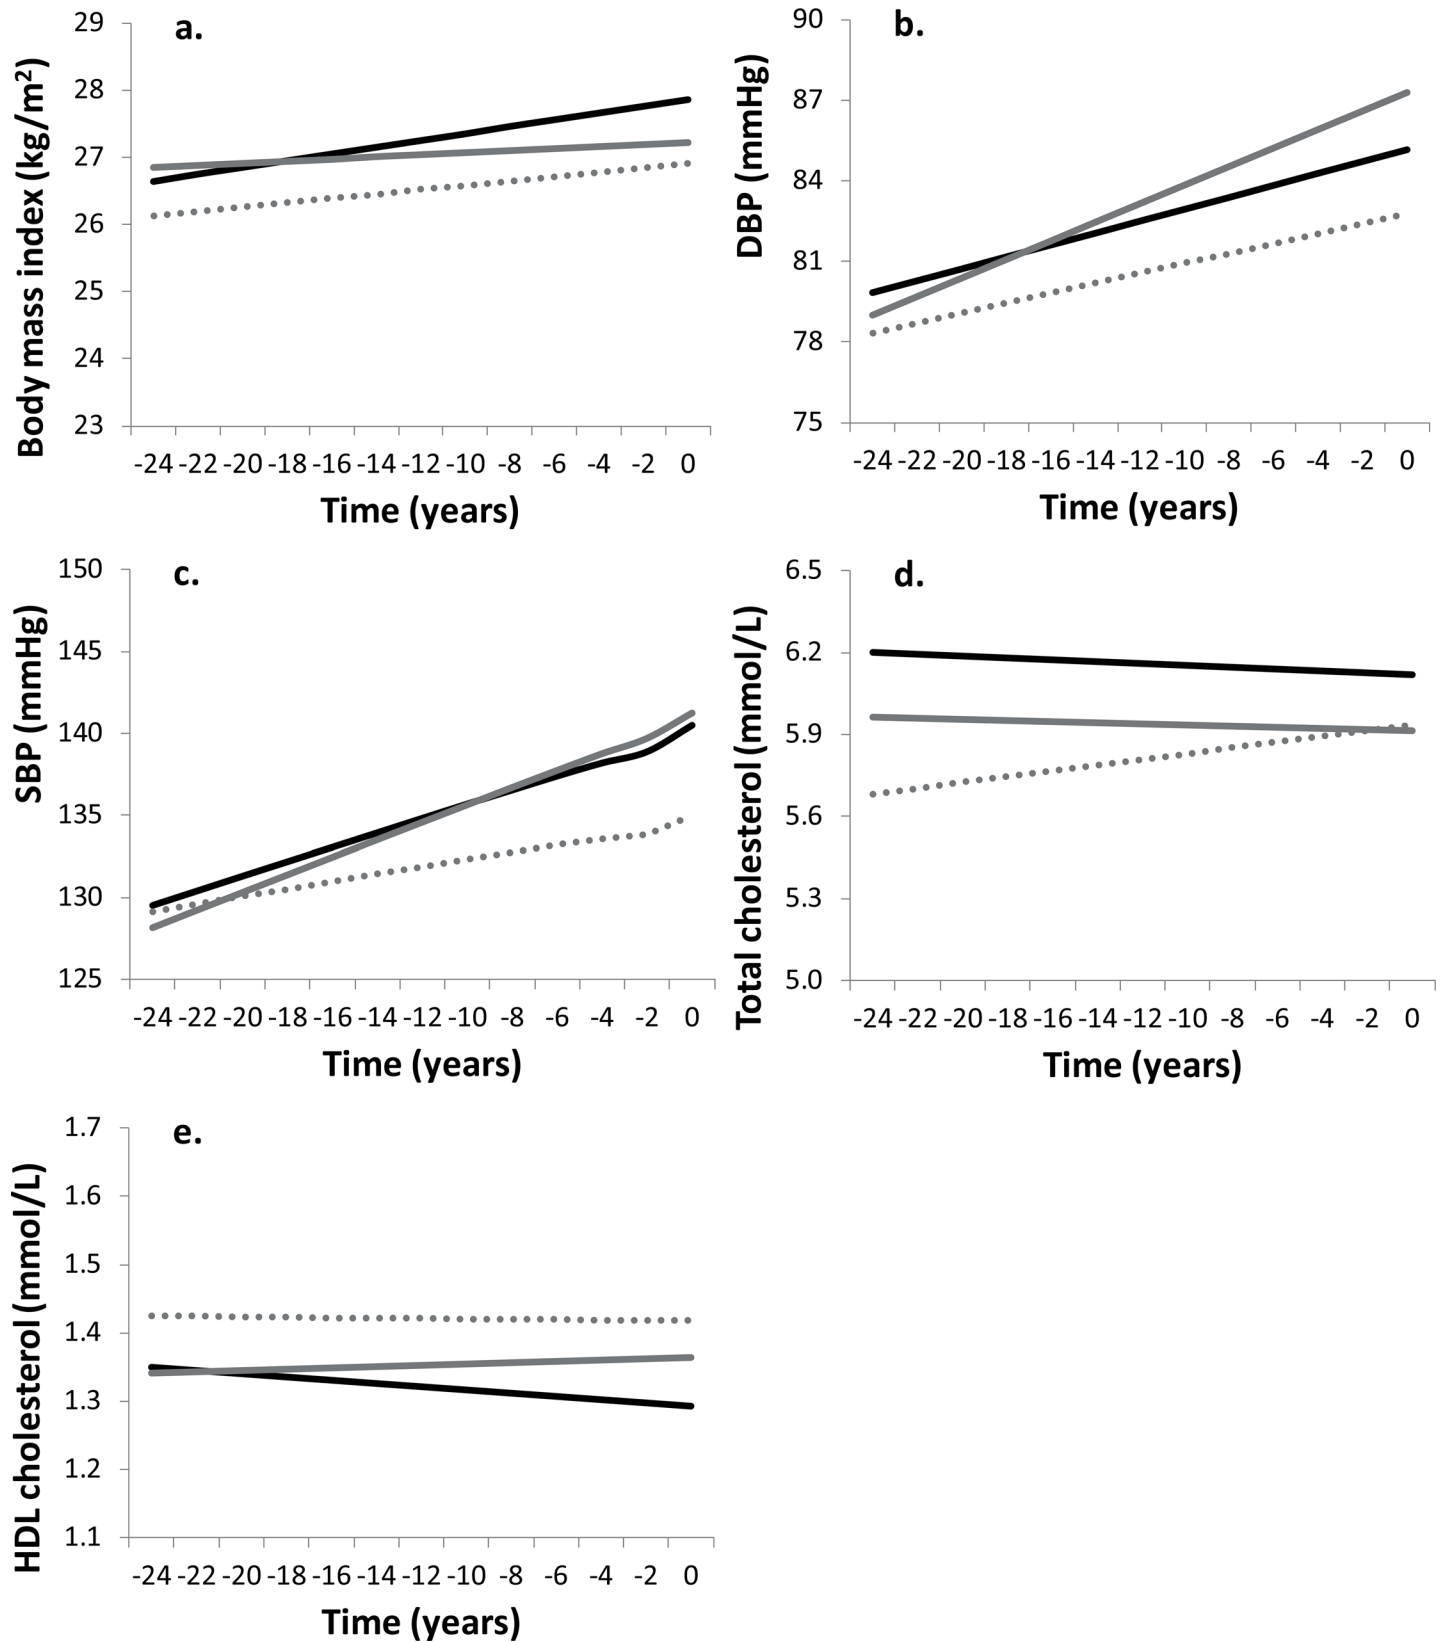 a.
Body mass index (kg/m²)
29
28
27
26
25
24
23
-24 -22 -20 -18 -16 -14 -12 -10 -8 -6 -4 -2 0
Time (years)
b.
DBP (mmHg)
90
87
84
81
78
75
-24 -22 -20 -18 -16 -14 -12 -10 -8 -6 -4 -2 0
Time (years)
c.
SBP (mmHg)
150
145
140
135
130
125
-24 -22 -20 -18 -16 -14 -12 -10 -8 -6 -4 -2 0
Time (years)
d.
Total cholesterol (mmol/L)
6.5
6.2
5.9
5.6
5.3
5.0
-24 -22 -20 -18 -16 -14 -12 -10 -8 -6 -4 -2 0
Time (years)
e.
HDL cholesterol (mmol/L)
1.7
1.6
1.5
1.4
1.3
1.2
1.1
-24 -22 -20 -18 -16 -14 -12 -10 -8 -6 -4 -2 0
Time (years)